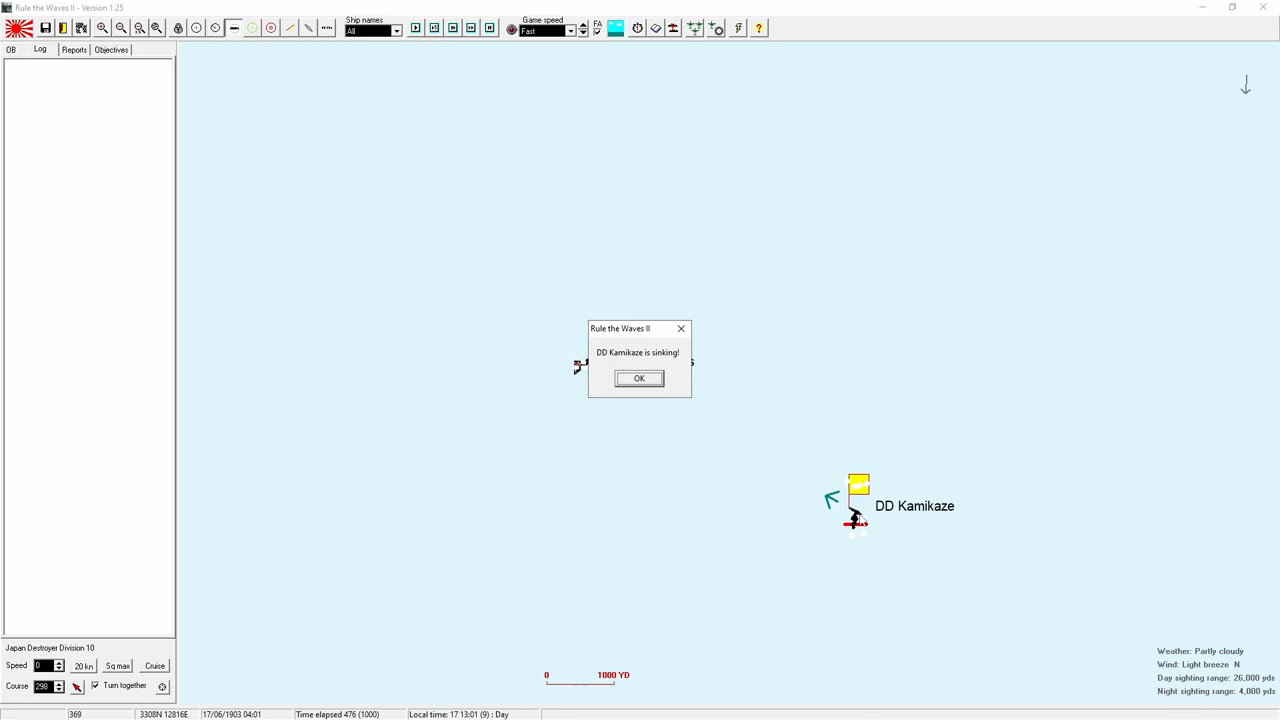 Rule the Waves II - Version 1.25
Ship names
All
Game speed
Fast
FA
OB
Log
Reports
Objectives
Rule the Waves II
DD Kamikaze is sinking!
OK
DD Kamikaze
0 1000 YD
Japan Destroyer Division 10
Speed 0 20 kn Sq max Cruise
Course 298 Turn together
Weather: Partly cloudy
Wind: Light breeze N
Day sighting range: 26,000 yds
Night sighting range: 4,000 yds
369 3308N 12816E 17/06/1903 04:01 Time elapsed 476 (1000) Local time: 17 13:01 (9) : Day